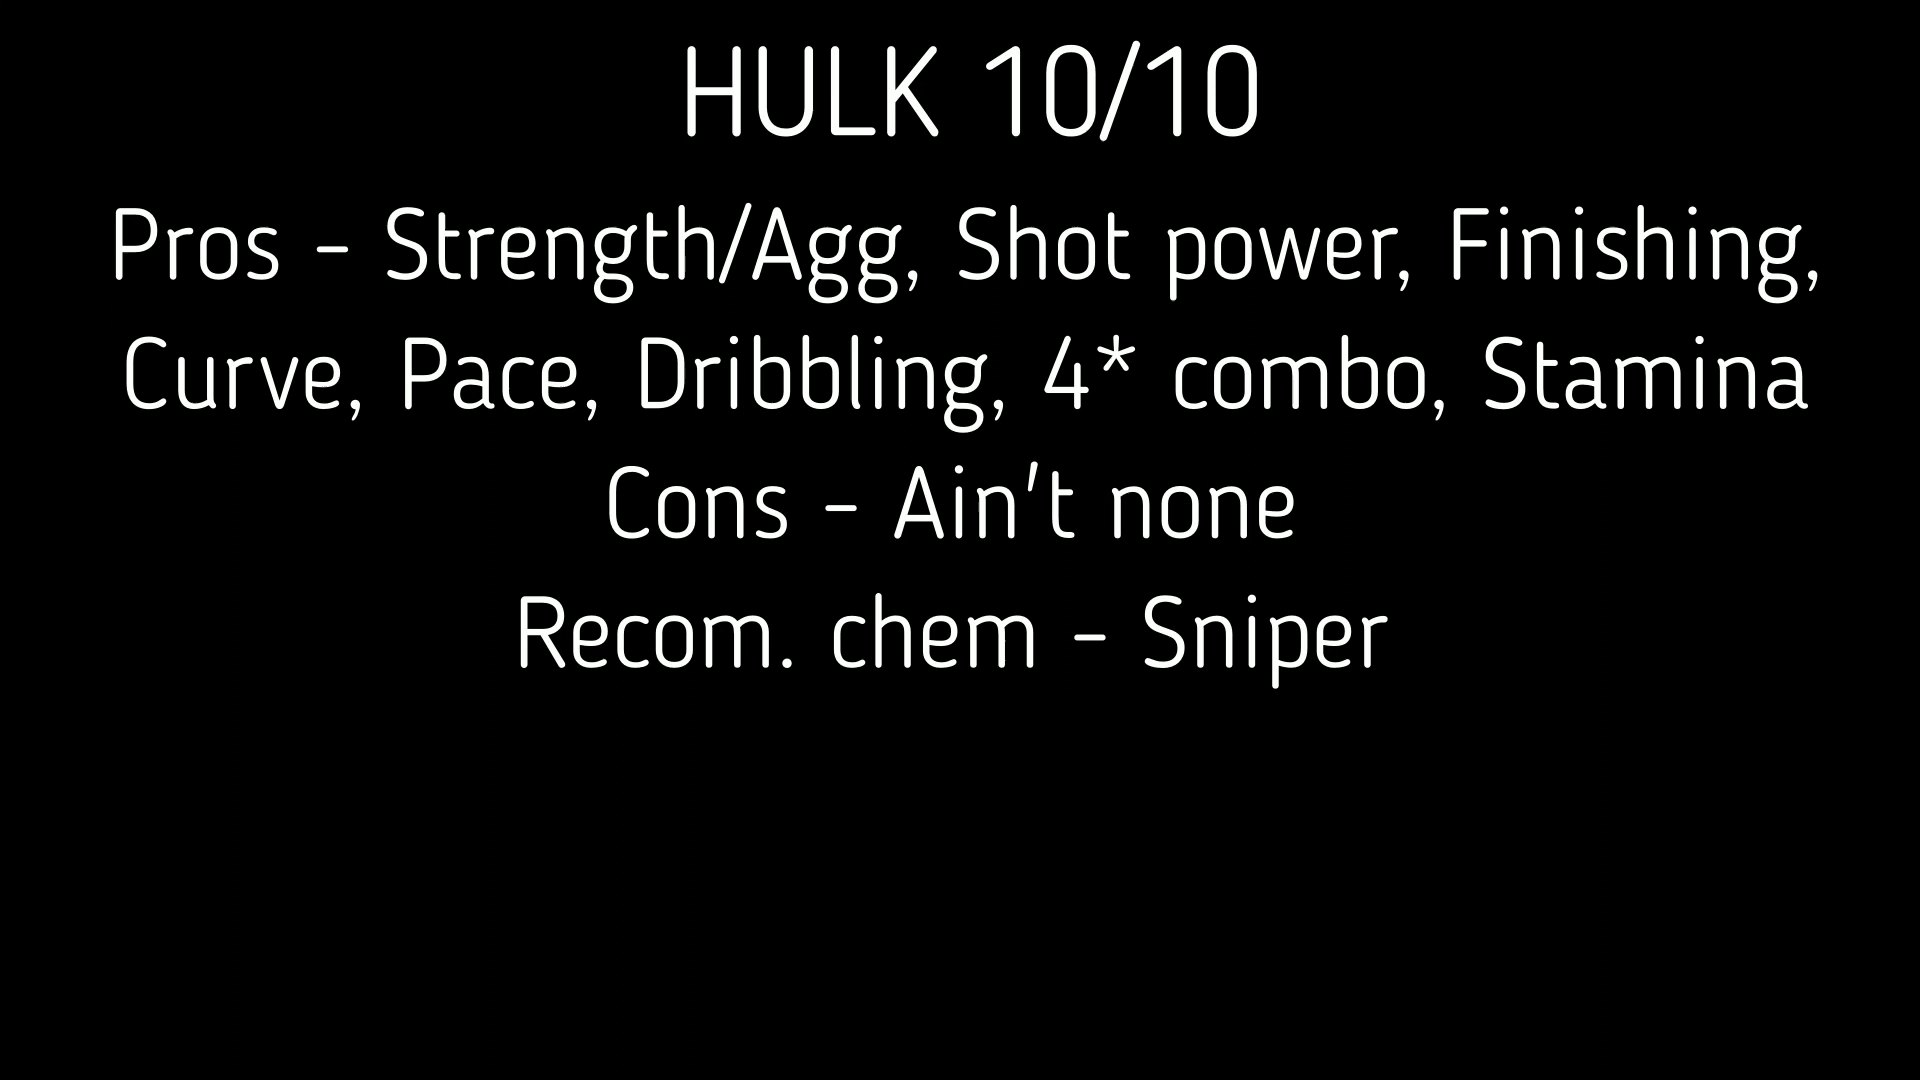 HULK 10/10
Pros - Strength/Agg, Shot power, Finishing,
Curve, Pace, Dribbling, 4* combo, Stamina
Cons - Ain't none
Recom. chem - Sniper